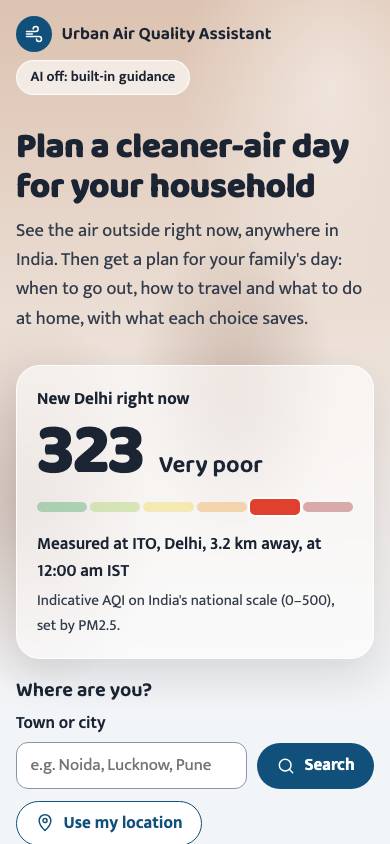 Urban Air Quality Assistant
AI off: built-in guidance
Plan a cleaner-air day
for your household
See the air outside right now, anywhere in
India. Then get a plan for your family's day:
when to go out, how to travel and what to do
at home, with what each choice saves.
New Delhi right now
323 Very poor
Measured at ITO, Delhi, 3.2 km away, at
12:00 am IST
Indicative AQI on India's national scale (0–500),
set by PM2.5.
Where are you?
Town or city
e.g. Noida, Lucknow, Pune
Search
Use my location